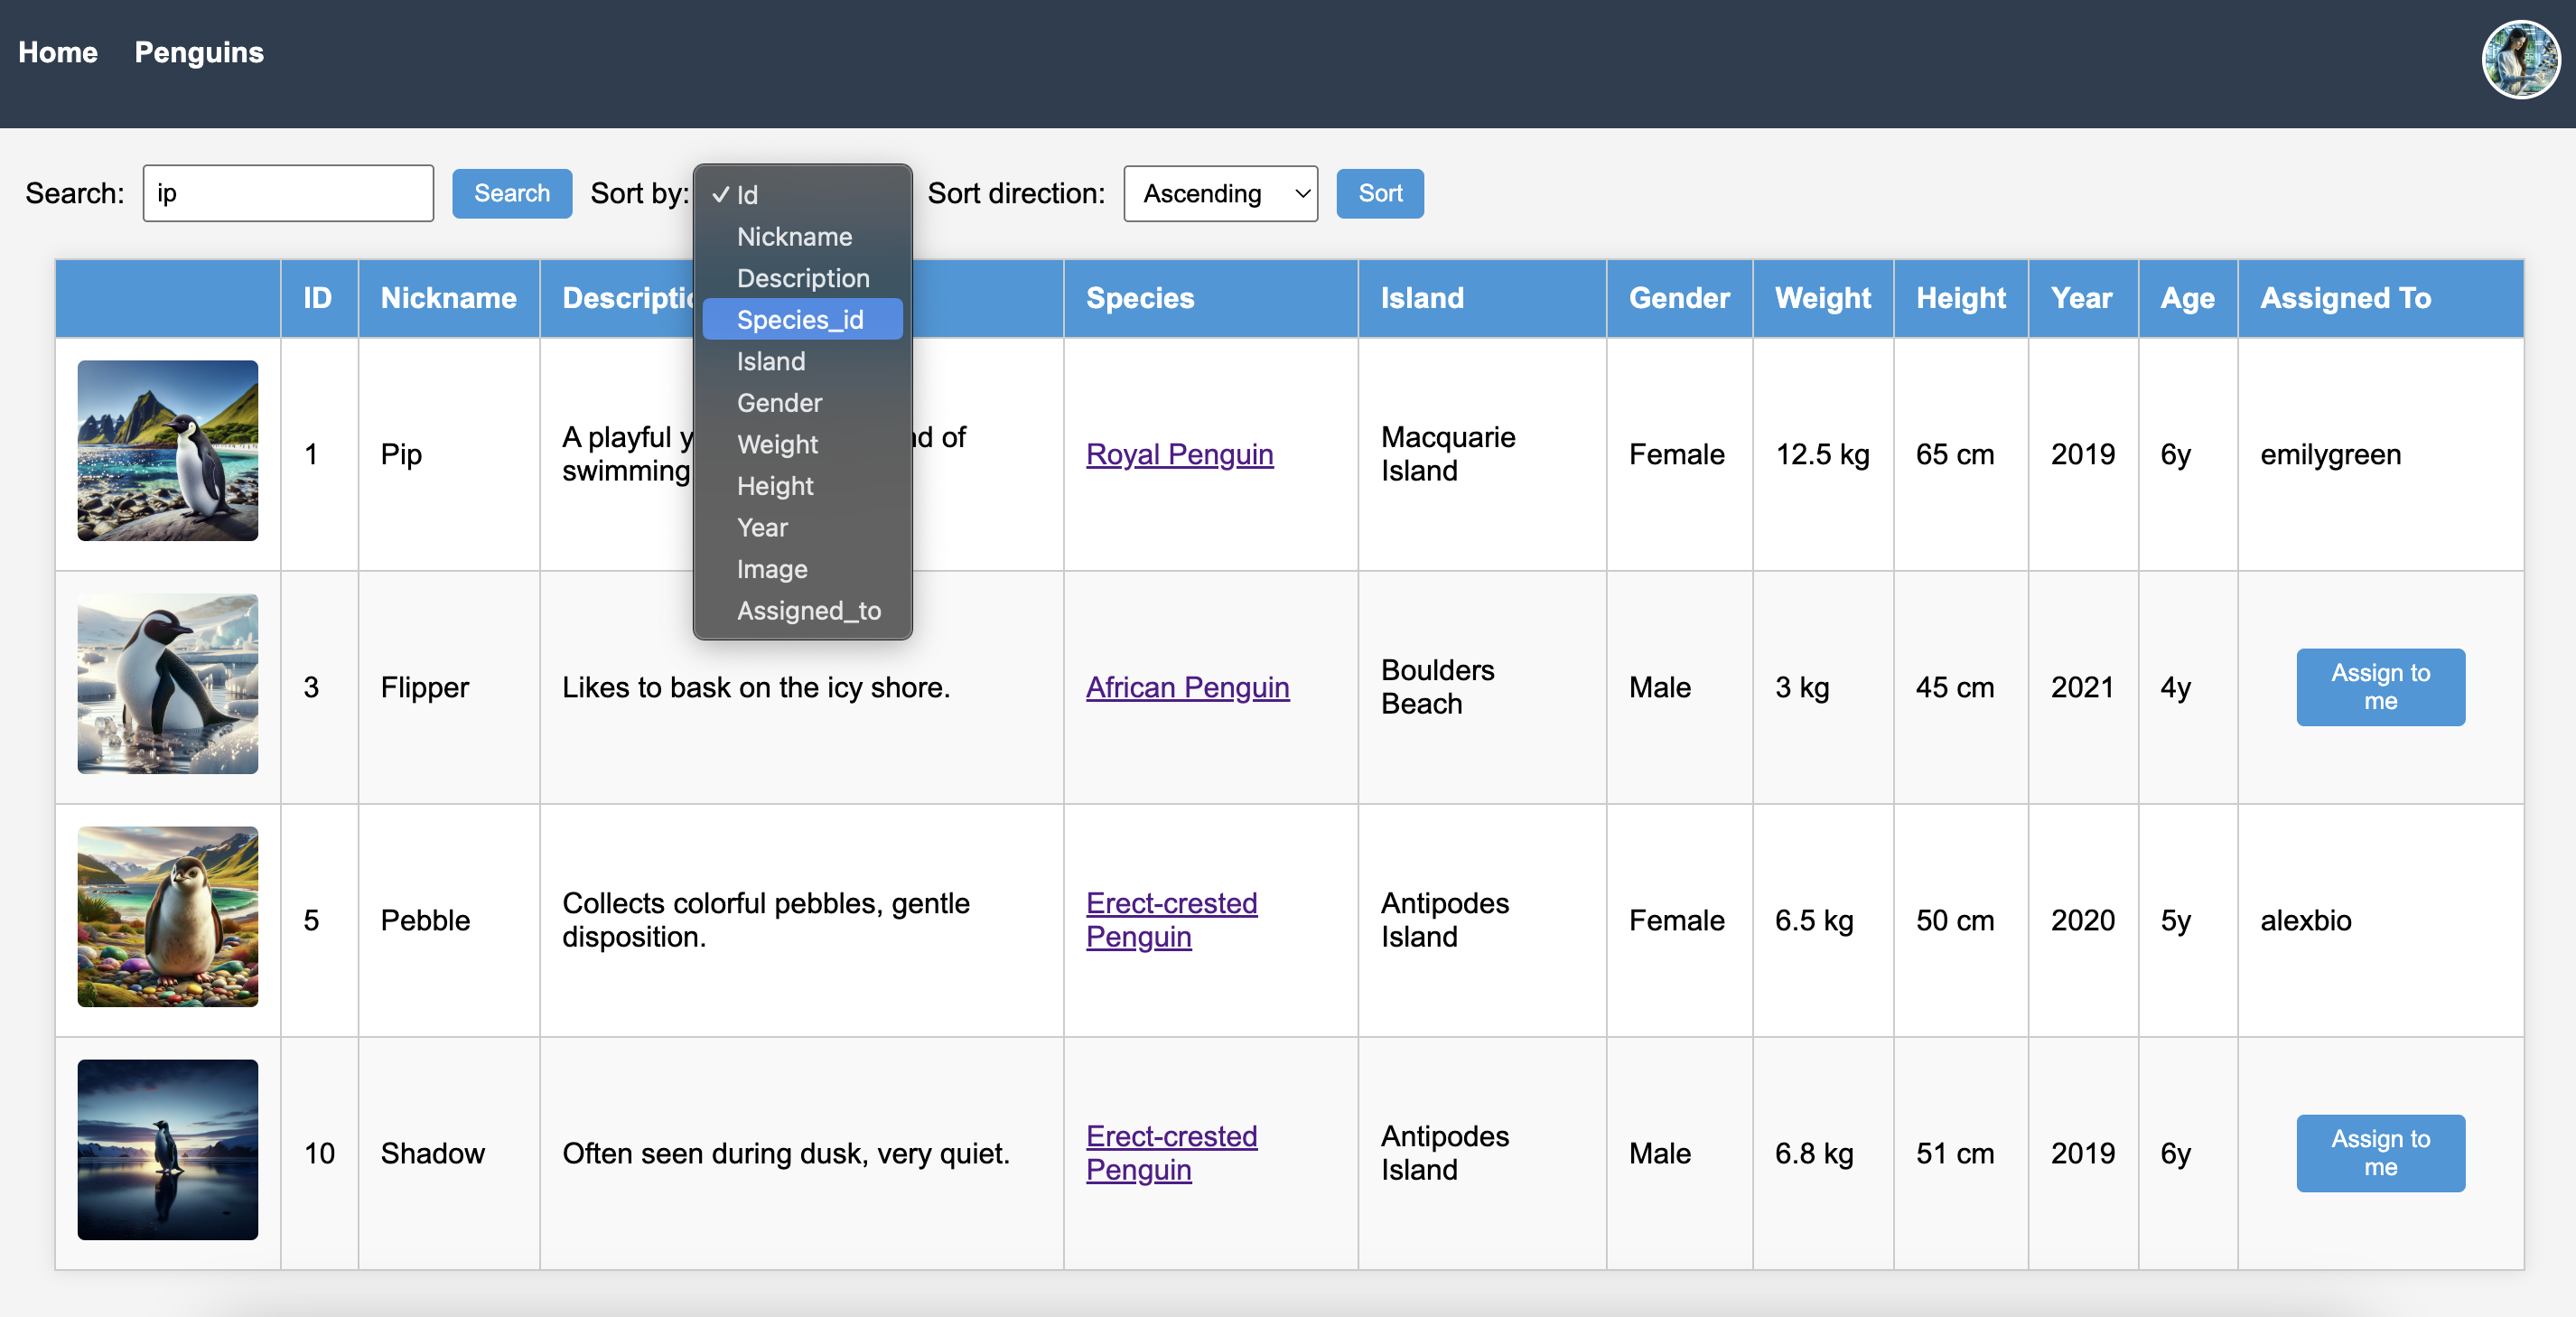 Home Penguins
Search: ip Search Sort by: Sort direction: Ascending Sort
✓ Id
Nickname
Description
Species_id
Island
Gender
Weight
Height
Year
Image
Assigned_to
ID Nickname Descriptio Species Island Gender Weight Height Year Age Assigned To
1 Pip A playful y nd of
swimming Royal Penguin Macquarie
Island Female 12.5 kg 65 cm 2019 6y emilygreen
3 Flipper Likes to bask on the icy shore. African Penguin Boulders
Beach Male 3 kg 45 cm 2021 4y Assign to
me
5 Pebble Collects colorful pebbles, gentle
disposition. Erect-crested
Penguin Antipodes
Island Female 6.5 kg 50 cm 2020 5y alexbio
10 Shadow Often seen during dusk, very quiet. Erect-crested
Penguin Antipodes
Island Male 6.8 kg 51 cm 2019 6y Assign to
me